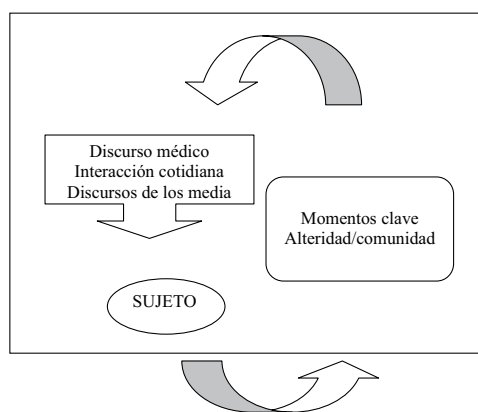 Discurso médico
Interacción cotidiana
Discursos de los media
Momentos clave
Alteridad/comunidad
SUJETO